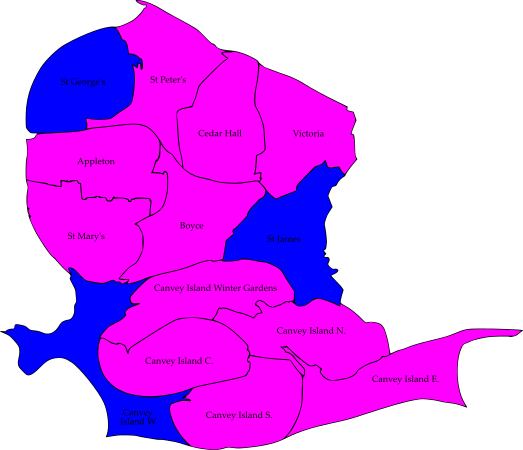 St Peter's
St George's
Cedar Hall
Victoria
Appleton
Boyce
St Mary's
St James
Canvey Island Winter Gardens
Canvey Island N.
Canvey Island C.
Canvey Island E.
Canvey
Island W.
Canvey Island S.